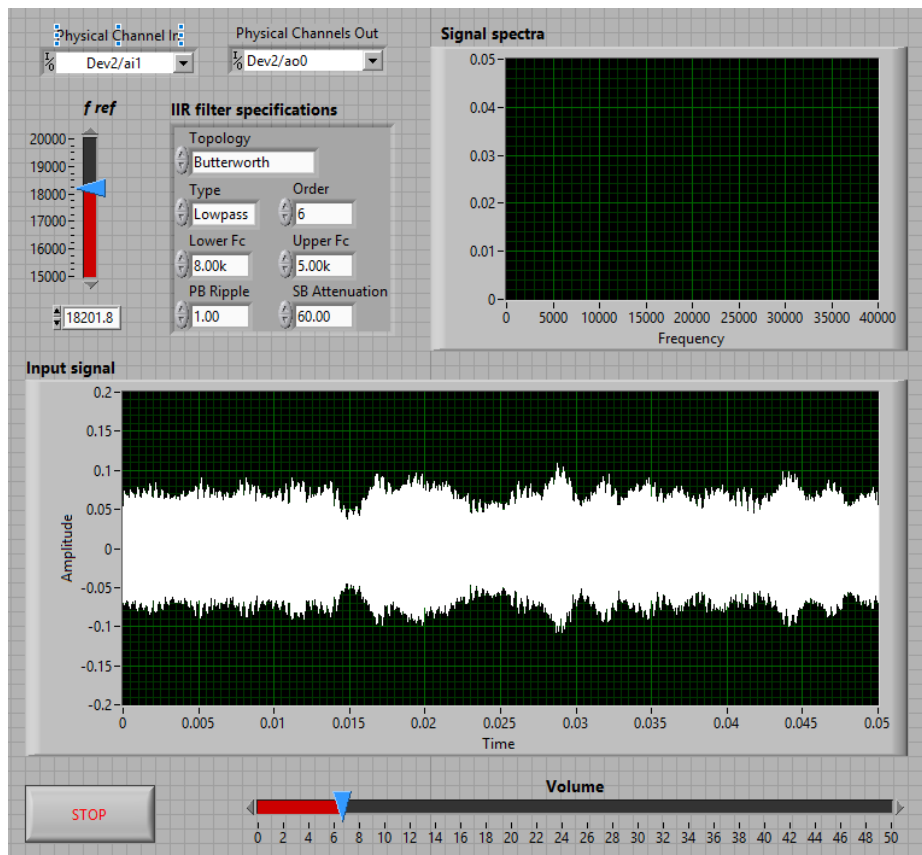 Physical Channel In
Physical Channels Out
Signal spectra
I/O Dev2/ai1
I/O Dev2/ao0
f ref
20000
19000
18000
17000
16000
15000
18201.8
IIR filter specifications
Topology
Butterworth
Type Order
Lowpass 6
Lower Fc Upper Fc
8.00k 5.00k
PB Ripple SB Attenuation
1.00 60.00
0.05
0.04
0.03
0.02
0.01
0
0 5000 10000 15000 20000 25000 30000 35000 40000
Frequency
Input signal
0.2
0.15
0.1
0.05
0
-0.05
-0.1
-0.15
-0.2
Amplitude
0 0.005 0.01 0.015 0.02 0.025 0.03 0.035 0.04 0.045 0.05
Time
STOP
Volume
0 2 4 6 8 10 12 14 16 18 20 22 24 26 28 30 32 34 36 38 40 42 44 46 48 50